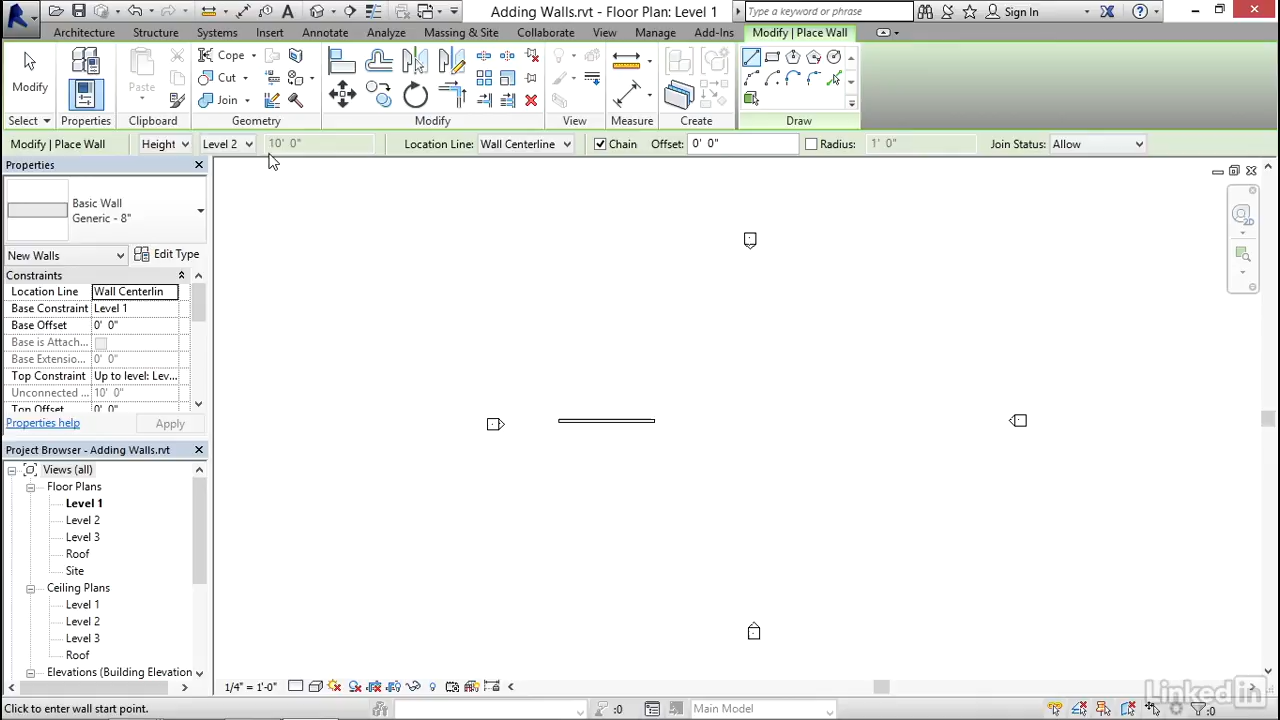 Adding Walls.rvt - Floor Plan: Level 1
Type a keyword or phrase
Sign In
Architecture
Structure
Systems
Insert
Annotate
Analyze
Massing & Site
Collaborate
View
Manage
Add-Ins
Modify | Place Wall
Modify
Paste
Cope
Cut
Join
Select
Properties
Clipboard
Geometry
Modify
View
Measure
Create
Draw
Modify | Place Wall
Height
Level 2
10' 0"
Location Line:
Wall Centerline
Chain
Offset:
0' 0"
Radius:
1' 0"
Join Status:
Allow
Properties
Basic Wall
Generic - 8"
New Walls
Edit Type
Constraints
Location Line
Wall Centerlin
Base Constraint
Level 1
Base Offset
0' 0"
Base is Attach...
Base Extensio...
0' 0"
Top Constraint
Up to level: Lev...
Unconnected
10' 0"
Top Offset
0' 0"
Properties help
Apply
Project Browser - Adding Walls.rvt
Views (all)
Floor Plans
Level 1
Level 2
Level 3
Roof
Site
Ceiling Plans
Level 1
Level 2
Level 3
Roof
Elevations (Building Elevation
2D
1/4" = 1'-0"
Click to enter wall start point.
:0
Main Model
:0
Linked in